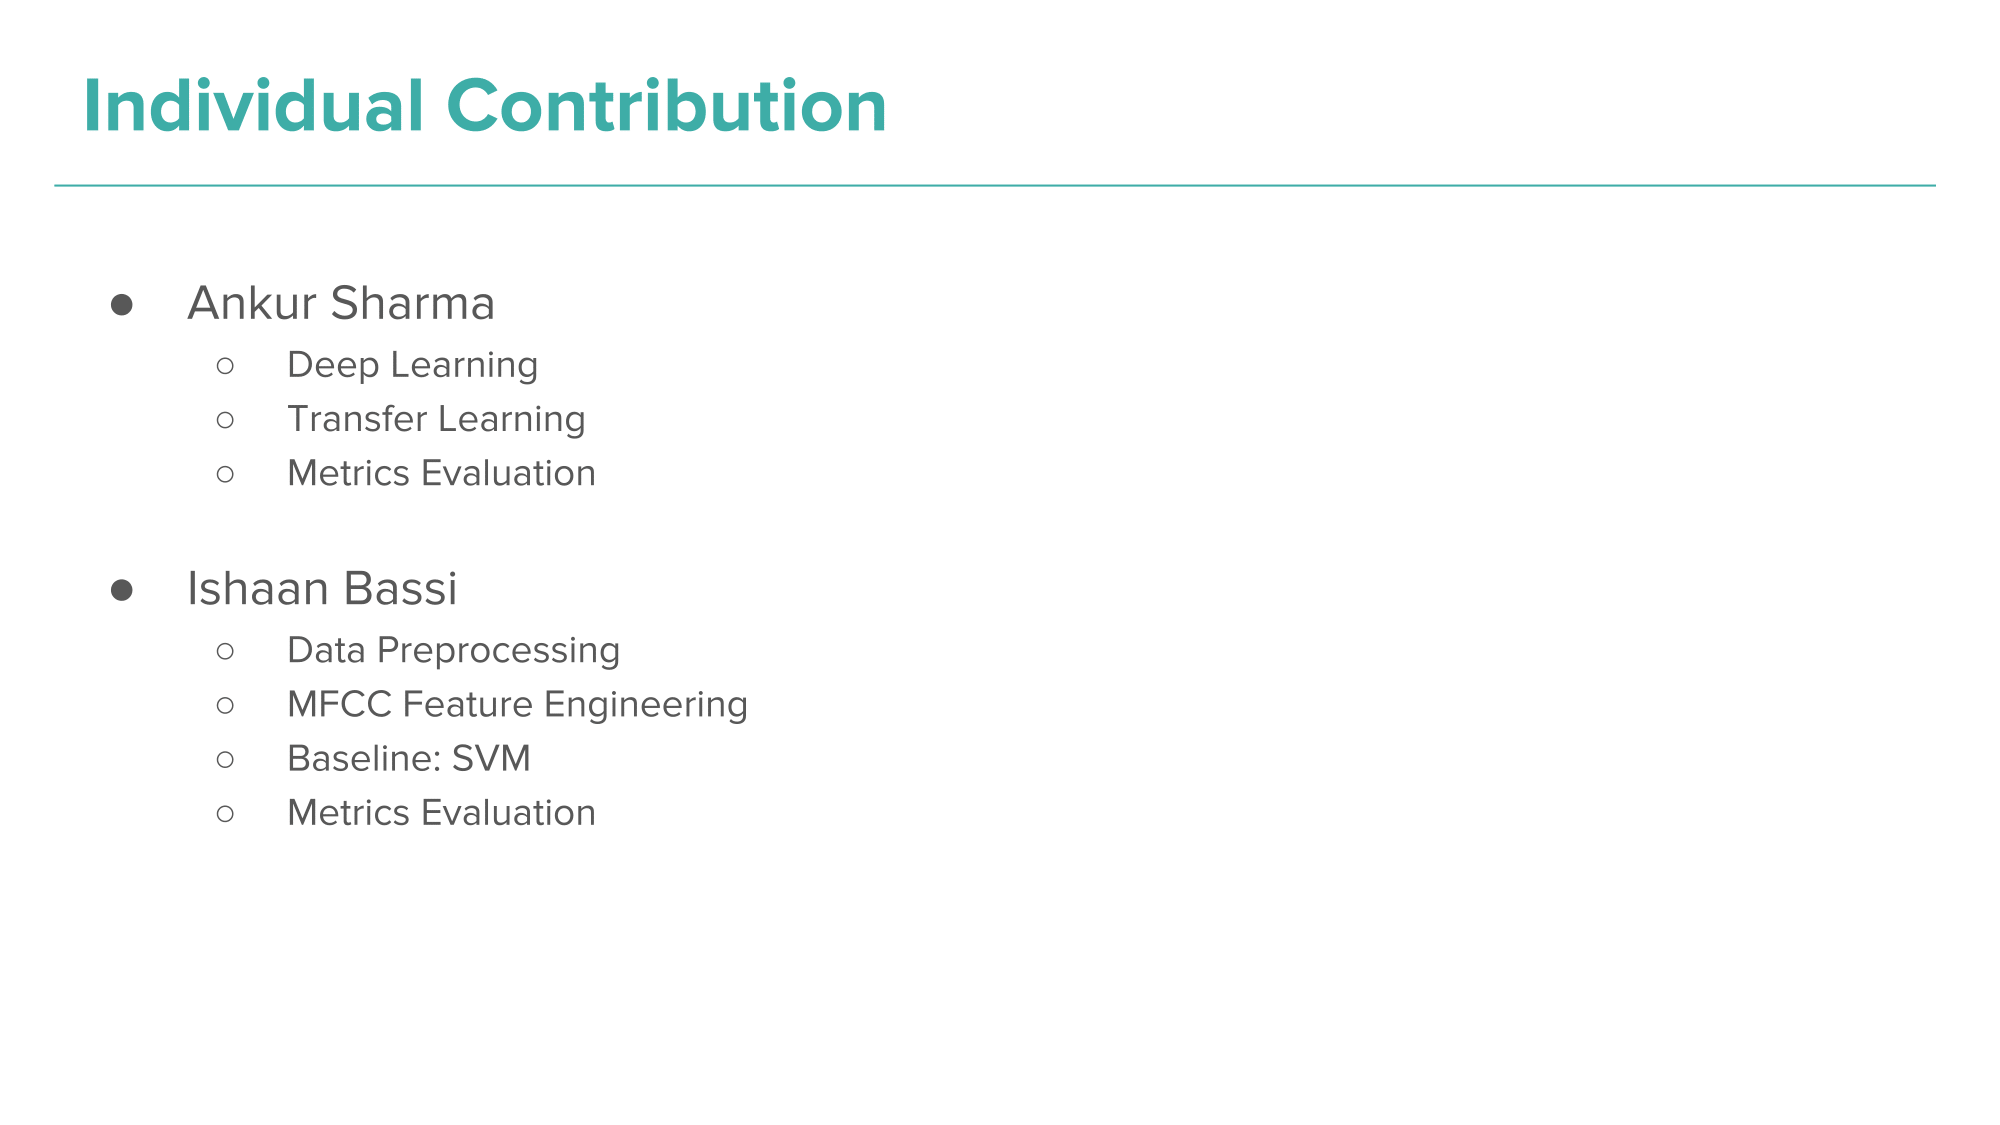 Individual Contribution
● Ankur Sharma
○ Deep Learning
○ Transfer Learning
○ Metrics Evaluation
● Ishaan Bassi
○ Data Preprocessing
○ MFCC Feature Engineering
○ Baseline: SVM
○ Metrics Evaluation